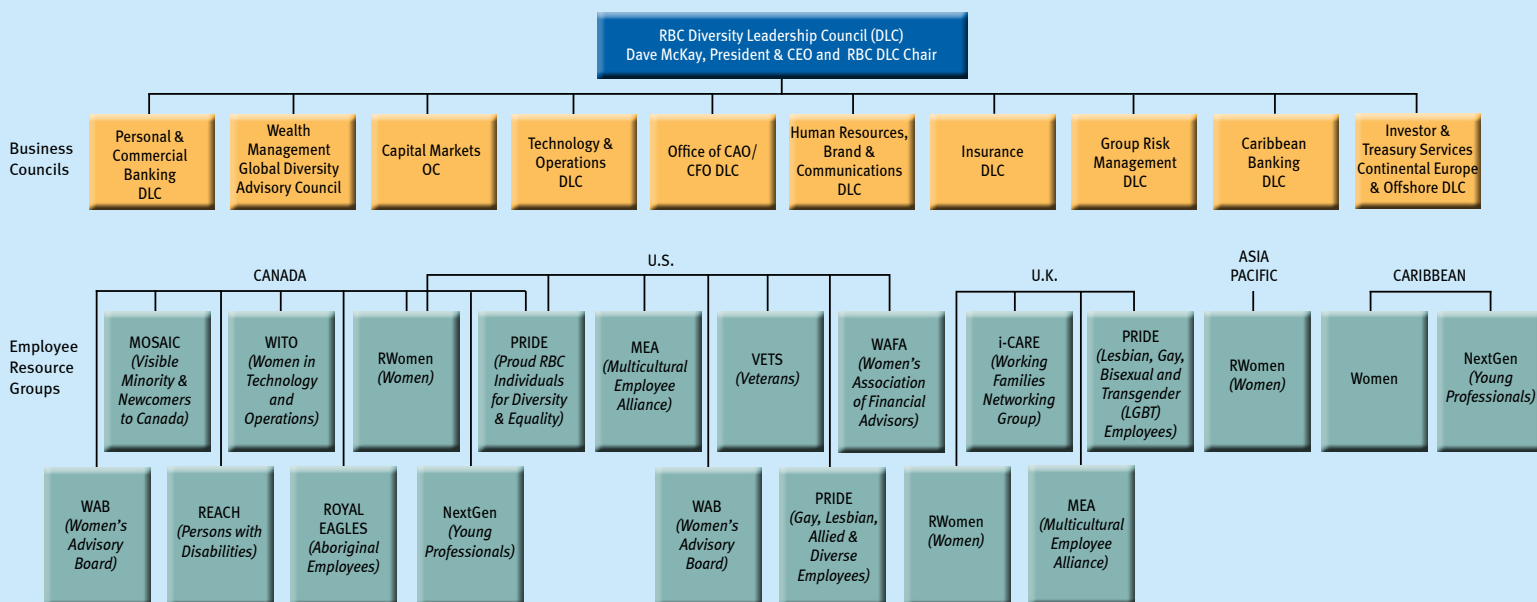 RBC Diversity Leadership Council (DLC)
Dave McKay, President & CEO and RBC DLC Chair
Business
Councils
Personal &
Commercial
Banking
DLC
Wealth
Management
Global Diversity
Advisory Council
Capital Markets
OC
Technology &
Operations
DLC
Office of CAO/
CFO DLC
Human Resources,
Brand &
Communications
DLC
Insurance
DLC
Group Risk
Management
DLC
Caribbean
Banking
DLC
Investor &
Treasury Services
Continental Europe
& Offshore DLC
CANADA
U.S.
U.K.
ASIA
PACIFIC
CARIBBEAN
Employee
Resource
Groups
MOSAIC
(Visible
Minority &
Newcomers
to Canada)
WITO
(Women in
Technology
and
Operations)
RWomen
(Women)
PRIDE
(Proud RBC
Individuals
for Diversity
& Equality)
MEA
(Multicultural
Employee
Alliance)
VETS
(Veterans)
WAFA
(Women's
Association
of Financial
Advisors)
i-CARE
(Working
Families
Networking
Group)
PRIDE
(Lesbian, Gay,
Bisexual and
Transgender
(LGBT)
Employees)
RWomen
(Women)
Women
NextGen
(Young
Professionals)
WAB
(Women's
Advisory
Board)
REACH
(Persons with
Disabilities)
ROYAL
EAGLES
(Aboriginal
Employees)
NextGen
(Young
Professionals)
WAB
(Women's
Advisory
Board)
PRIDE
(Gay, Lesbian,
Allied &
Diverse
Employees)
RWomen
(Women)
MEA
(Multicultural
Employee
Alliance)